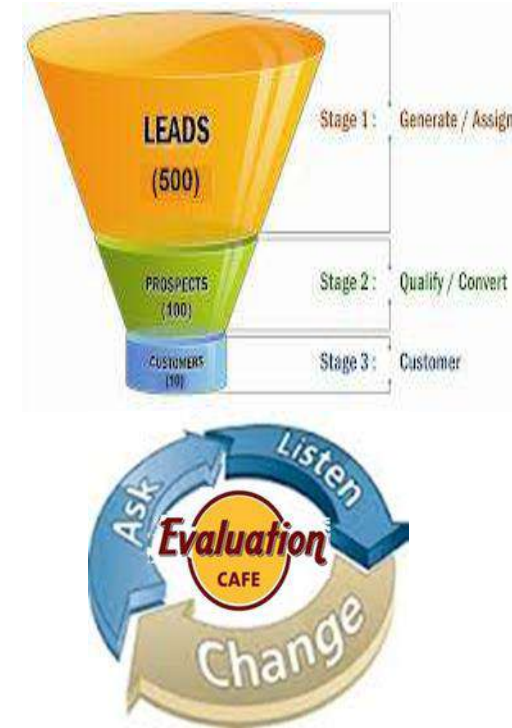 LEADS
(500)
Stage 1 : Generate / Assign
PROSPECTS
(100)
Stage 2 : Qualify / Convert
CUSTOMERS
(10)
Stage 3 : Customer
Ask
Listen
Evaluation
CAFE
Change